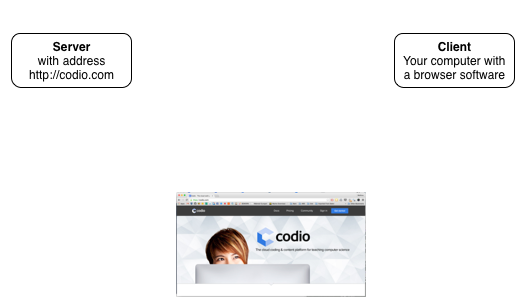 Server
with address
http://codio.com
Client
Your computer with
a browser software
codio
codio
The cloud coding & content platform for teaching computer science